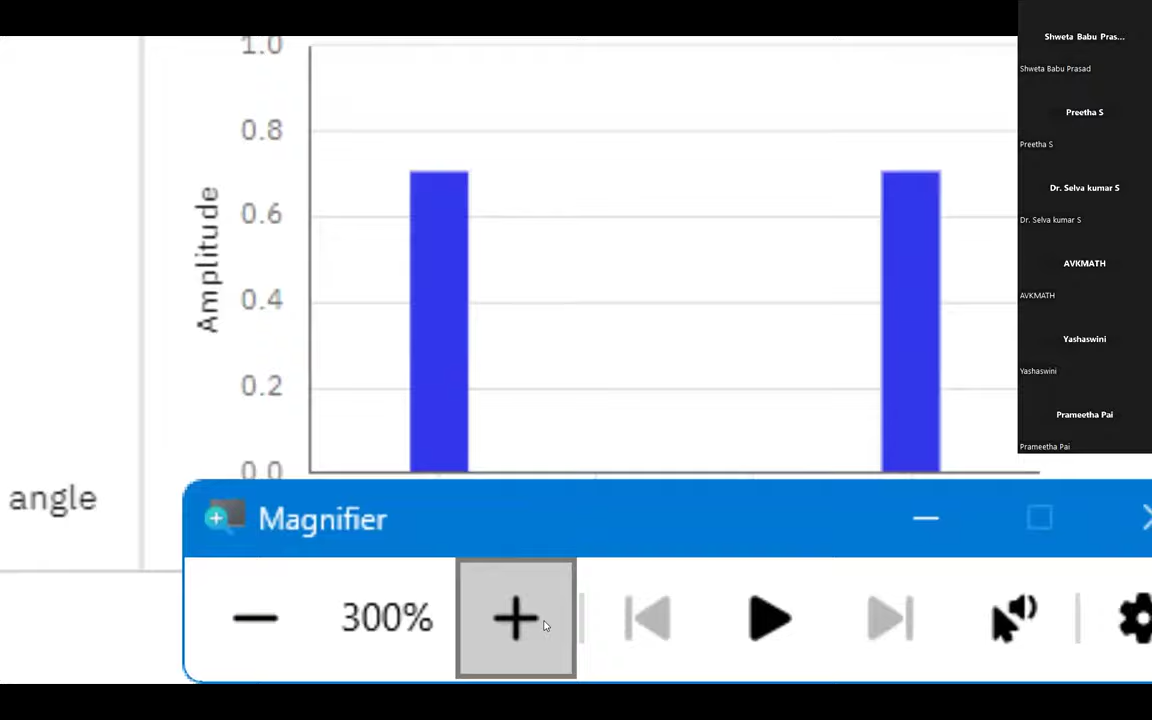 1.0
0.8
0.6
0.4
0.2
0.0
Amplitude
angle
Magnifier
300%
Shweta Babu Pras...
Shweta Babu Prasad
Preetha S
Preetha S
Dr. Selva kumar S
Dr. Selva kumar S
AVKMATH
AVKMATH
Yashaswini
Yashaswini
Prameetha Pai
Prameetha Pai